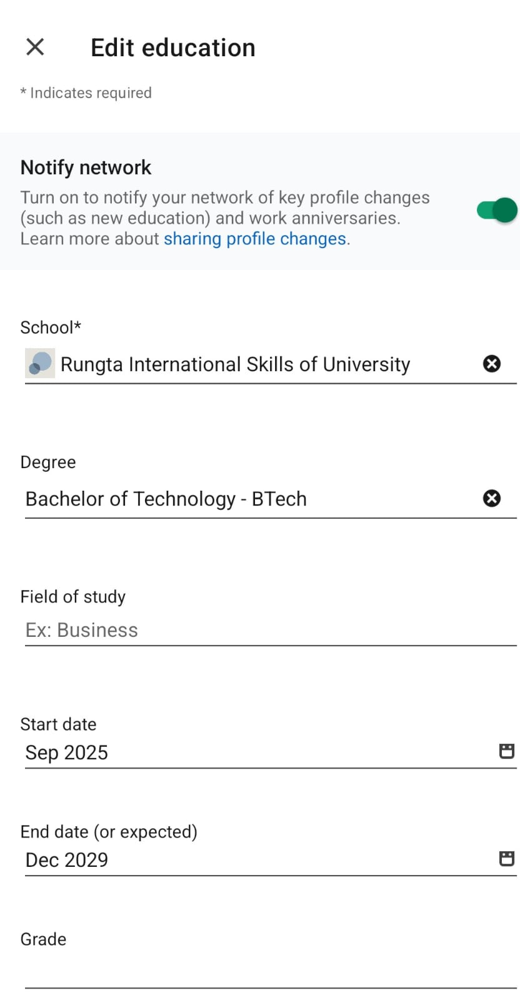 Edit education
* Indicates required
Notify network
Turn on to notify your network of key profile changes
(such as new education) and work anniversaries.
Learn more about sharing profile changes.
School*
Rungta International Skills of University
Degree
Bachelor of Technology - BTech
Field of study
Ex: Business
Start date
Sep 2025
End date (or expected)
Dec 2029
Grade